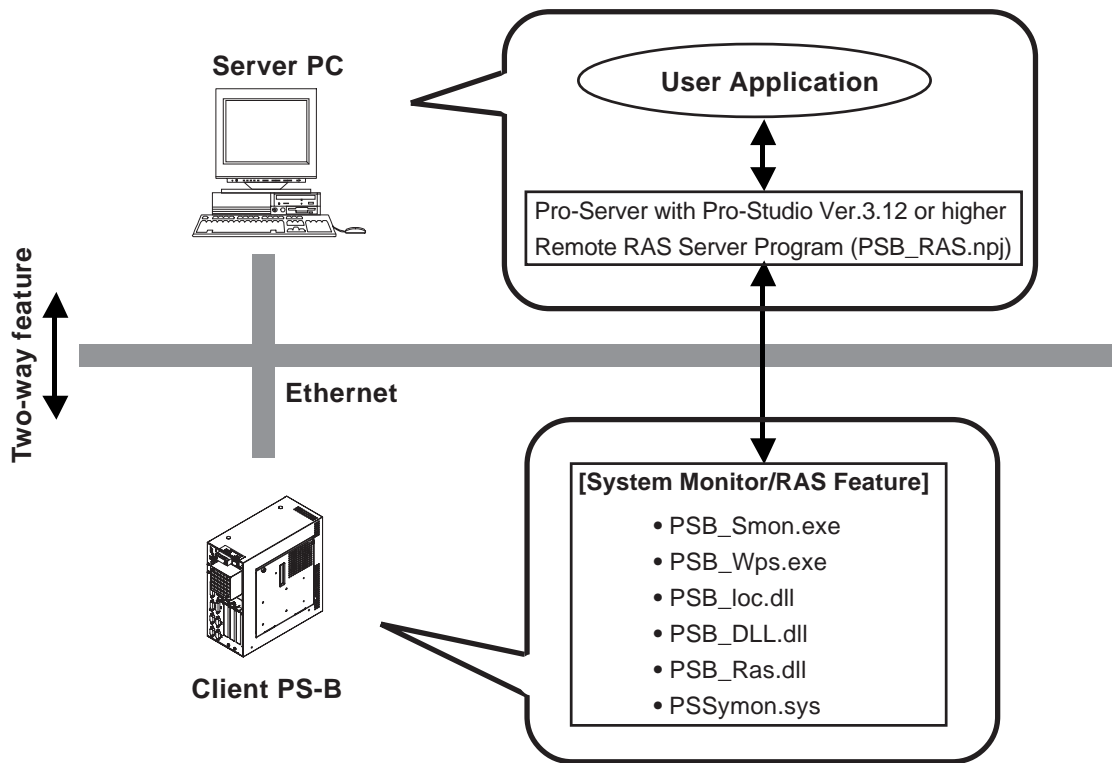 Server PC
User Application
Pro-Server with Pro-Studio Ver.3.12 or higher
Remote RAS Server Program (PSB_RAS.npj)
Two-way feature
Ethernet
[System Monitor/RAS Feature]
• PSB_Smon.exe
• PSB_Wps.exe
• PSB_Ioc.dll
• PSB_DLL.dll
• PSB_Ras.dll
• PSSymon.sys
Client PS-B